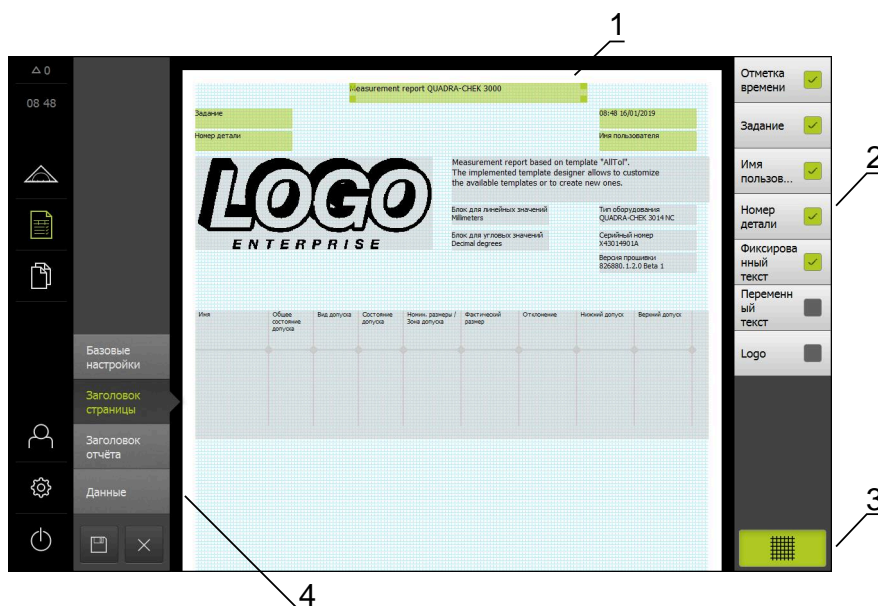 1
0
08 48
Базовые
настройки
Заголовок
страницы
Заголовок
отчёта
Данные
Measurement report QUADRA-CHEK 3000
Задание
08:48 16/01/2019
Номер детали
Имя пользователя
LOGO
ENTERPRISE
Measurement report based on template "AllTol".
The implemented template designer allows to customize
the available templates or to create new ones.
Блок для линейных значений
Millimeters
Тип оборудования
QUADRA-CHEK 3014 NC
Блок для угловых значений
Decimal degrees
Серийный номер
X43014901A
Версия прошивки
826880.1.2.0 Beta 1
Имя
Общее
состояние
допуска
Вид допуска
Состояние
допуска
Номин. размеры /
Зона допуска
Фактический
размер
Отклонение
Нижний допуск
Верхний допуск
Отметка
времени
Задание
Имя
пользов...
Номер
детали
Фиксирова
нный
текст
Переменн
ый
текст
Logo
2
3
4